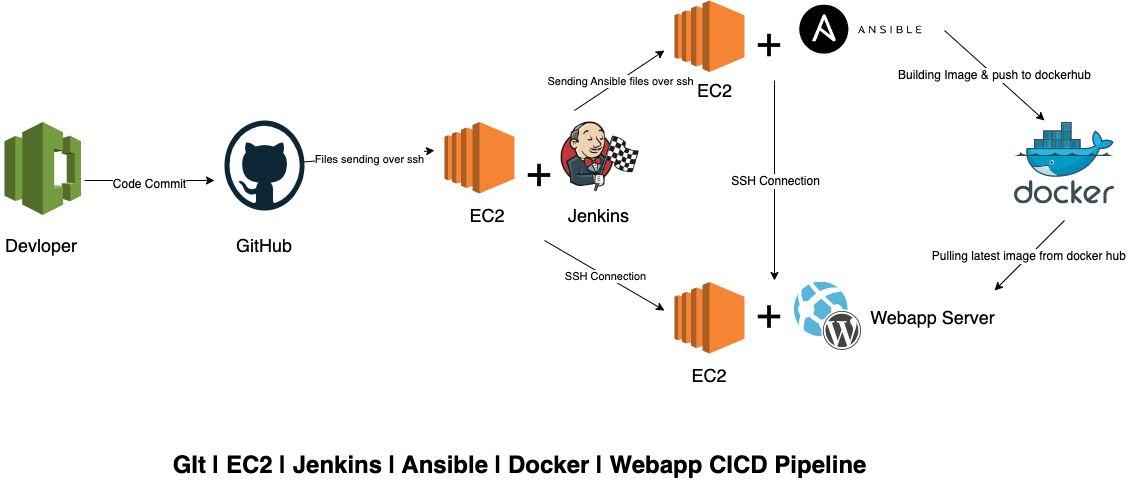 ANSIBLE
Building Image & push to dockerhub
Sending Ansible files over ssh
EC2
Files sending over ssh
Code Commit
SSH Connection
docker
Devloper
GitHub
EC2
Jenkins
Pulling latest image from docker hub
SSH Connection
Webapp Server
EC2
GIt | EC2 | Jenkins | Ansible | Docker | Webapp CICD Pipeline